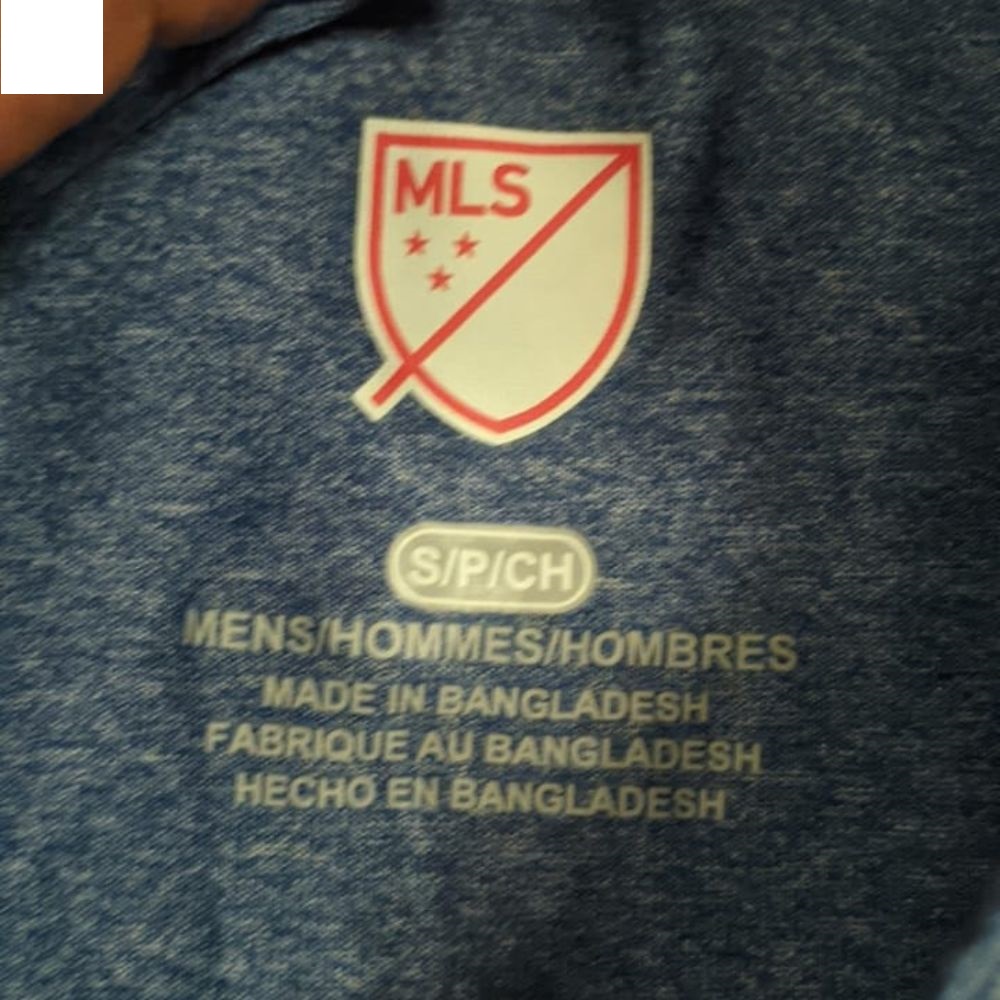 MLS
S/P/CH
MENS/HOMMES/HOMBRES
MADE IN BANGLADESH
FABRIQUE AU BANGLADESH
HECHO EN BANGLADESH